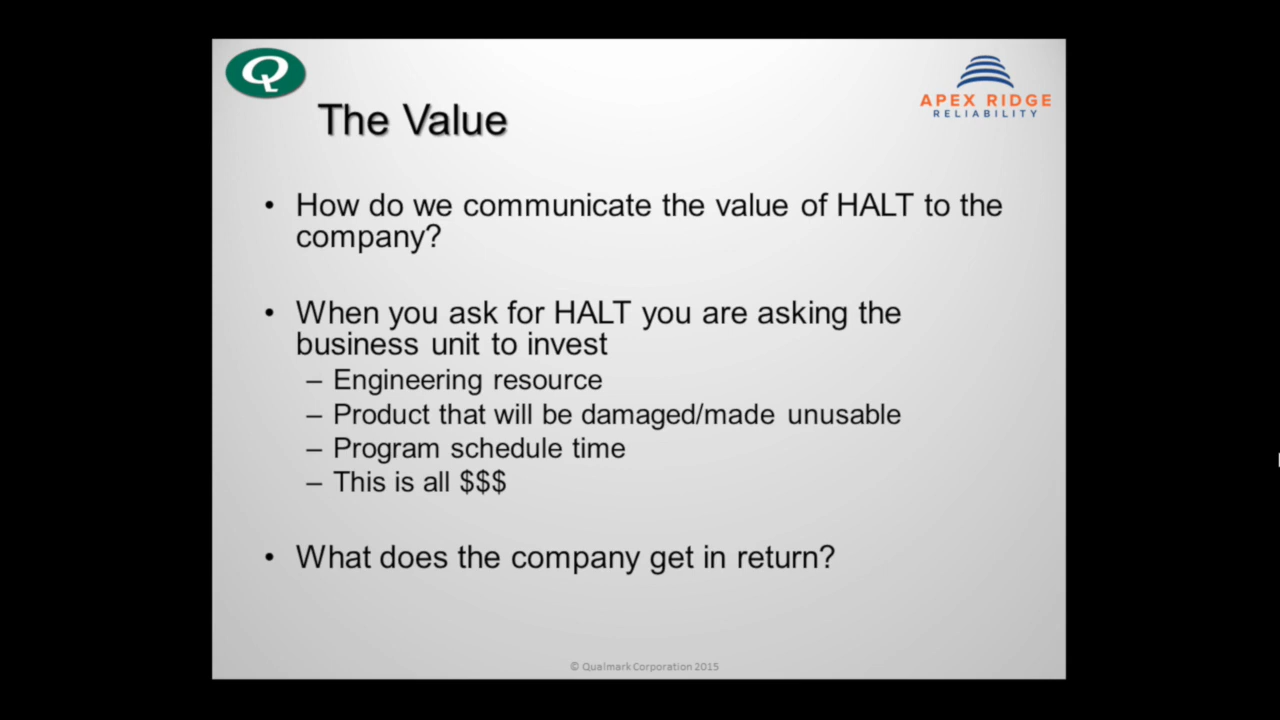 Q
APEX RIDGE
RELIABILITY
The Value
• How do we communicate the value of HALT to the
company?
• When you ask for HALT you are asking the
business unit to invest
– Engineering resource
– Product that will be damaged/made unusable
– Program schedule time
– This is all $$$
• What does the company get in return?
© Qualmark Corporation 2015